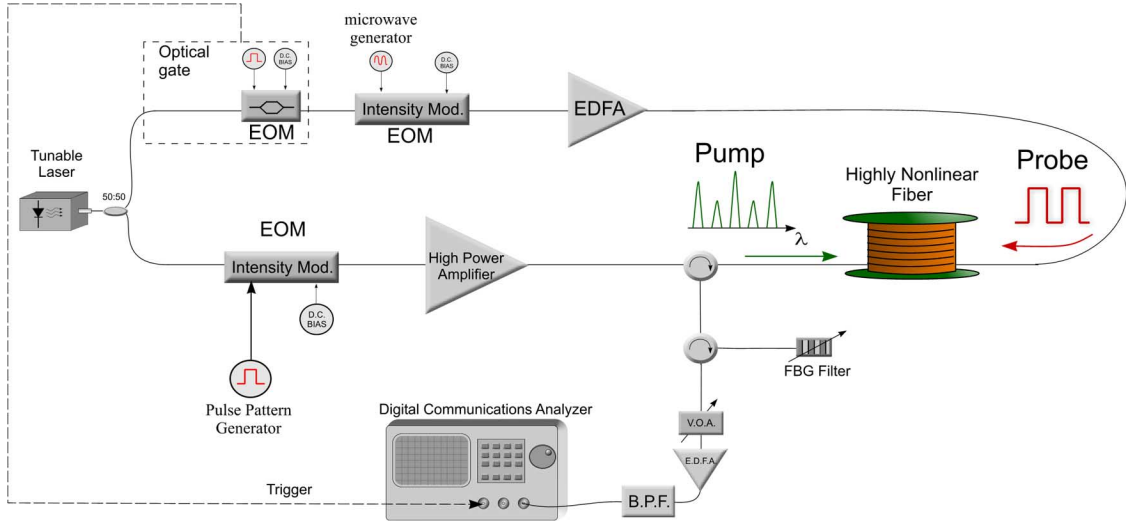 Optical
gate
D.C.
BIAS
EOM
microwave
generator
D.C.
BIAS
Intensity Mod.
EOM
EDFA
Tunable
Laser
50:50
EOM
Intensity Mod.
D.C.
BIAS
Pulse Pattern
Generator
High Power
Amplifier
Pump
λ
Highly Nonlinear
Fiber
Probe
FBG Filter
V.O.A.
E.D.F.A.
B.P.F.
Digital Communications Analyzer
Trigger